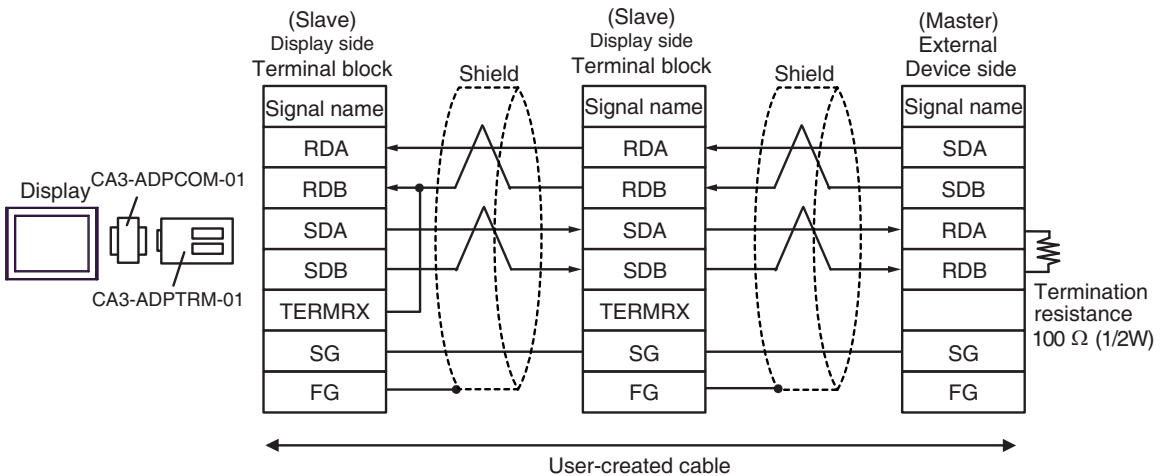 (Slave)
Display side
Terminal block
(Slave)
Display side
Terminal block
(Master)
External
Device side
Shield
Shield
Signal name
RDA
RDB
SDA
SDB
TERMRX
SG
FG
Signal name
RDA
RDB
SDA
SDB
TERMRX
SG
FG
Signal name
SDA
SDB
RDA
RDB
SG
FG
Display
CA3-ADPCOM-01
CA3-ADPTRM-01
Termination
resistance
100 Ω (1/2W)
User-created cable